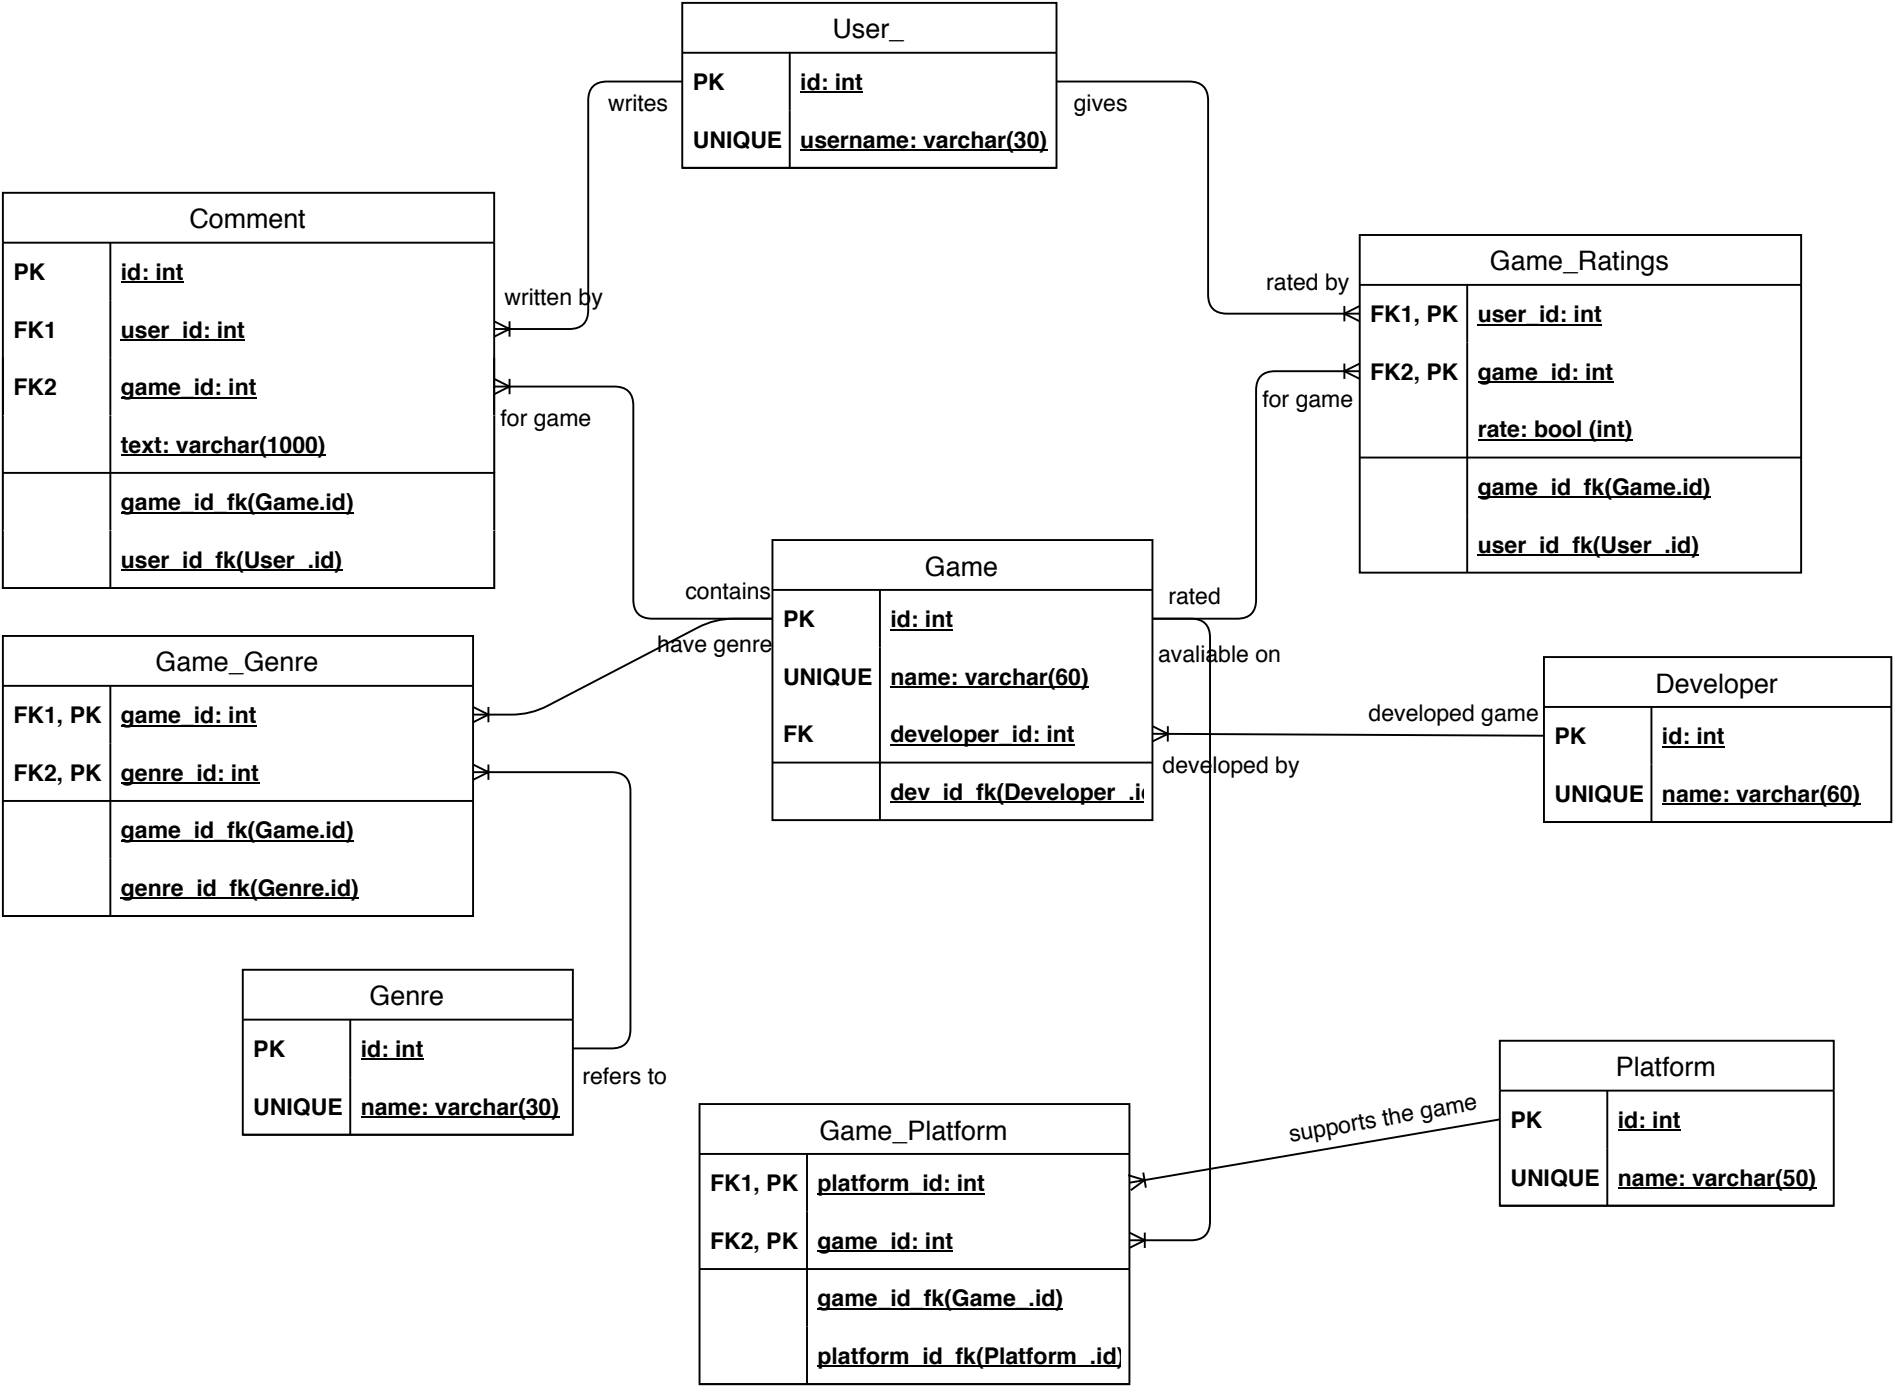 User_
PK id: int
UNIQUE username: varchar(30)
writes
gives
Comment
PK id: int
FK1 user_id: int
FK2 game_id: int
text: varchar(1000)
game_id_fk(Game.id)
user_id_fk(User_.id)
written by
for game
Game_Ratings
FK1, PK user_id: int
FK2, PK game_id: int
rate: bool (int)
game_id_fk(Game.id)
user_id_fk(User_.id)
rated by
for game
Game
PK id: int
UNIQUE name: varchar(60)
FK developer_id: int
dev_id_fk(Developer_.i
contains
have genre
rated
avaliable on
developed by
developed game
Game_Genre
FK1, PK game_id: int
FK2, PK genre_id: int
game_id_fk(Game.id)
genre_id_fk(Genre.id)
Developer
PK id: int
UNIQUE name: varchar(60)
Genre
PK id: int
UNIQUE name: varchar(30)
refers to
Game_Platform
FK1, PK platform_id: int
FK2, PK game_id: int
game_id_fk(Game_.id)
platform_id_fk(Platform_.id)
supports the game
Platform
PK id: int
UNIQUE name: varchar(50)